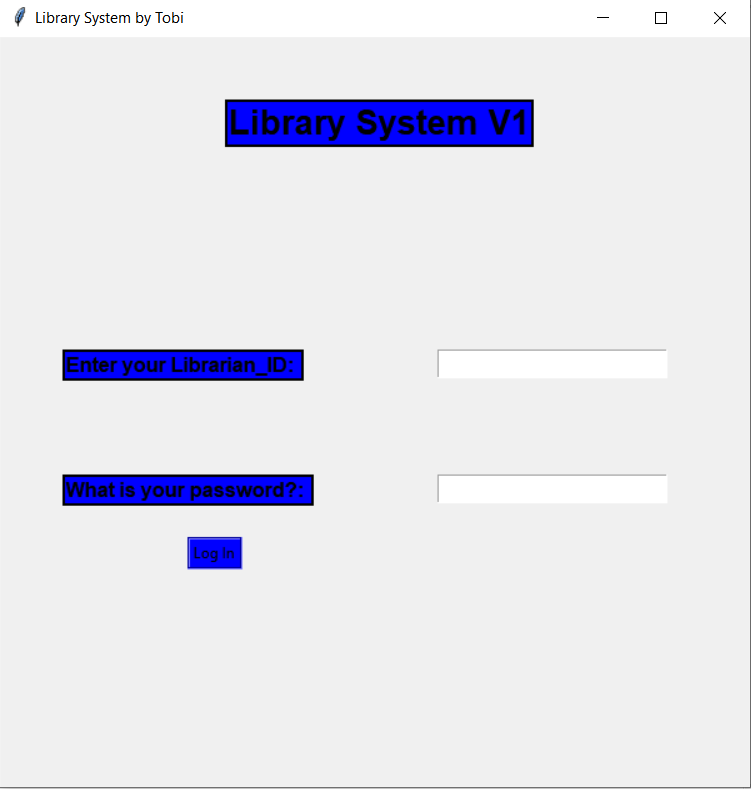 Library System by Tobi
Library System V1
Enter your Librarian_ID:
What is your password?:
Log In